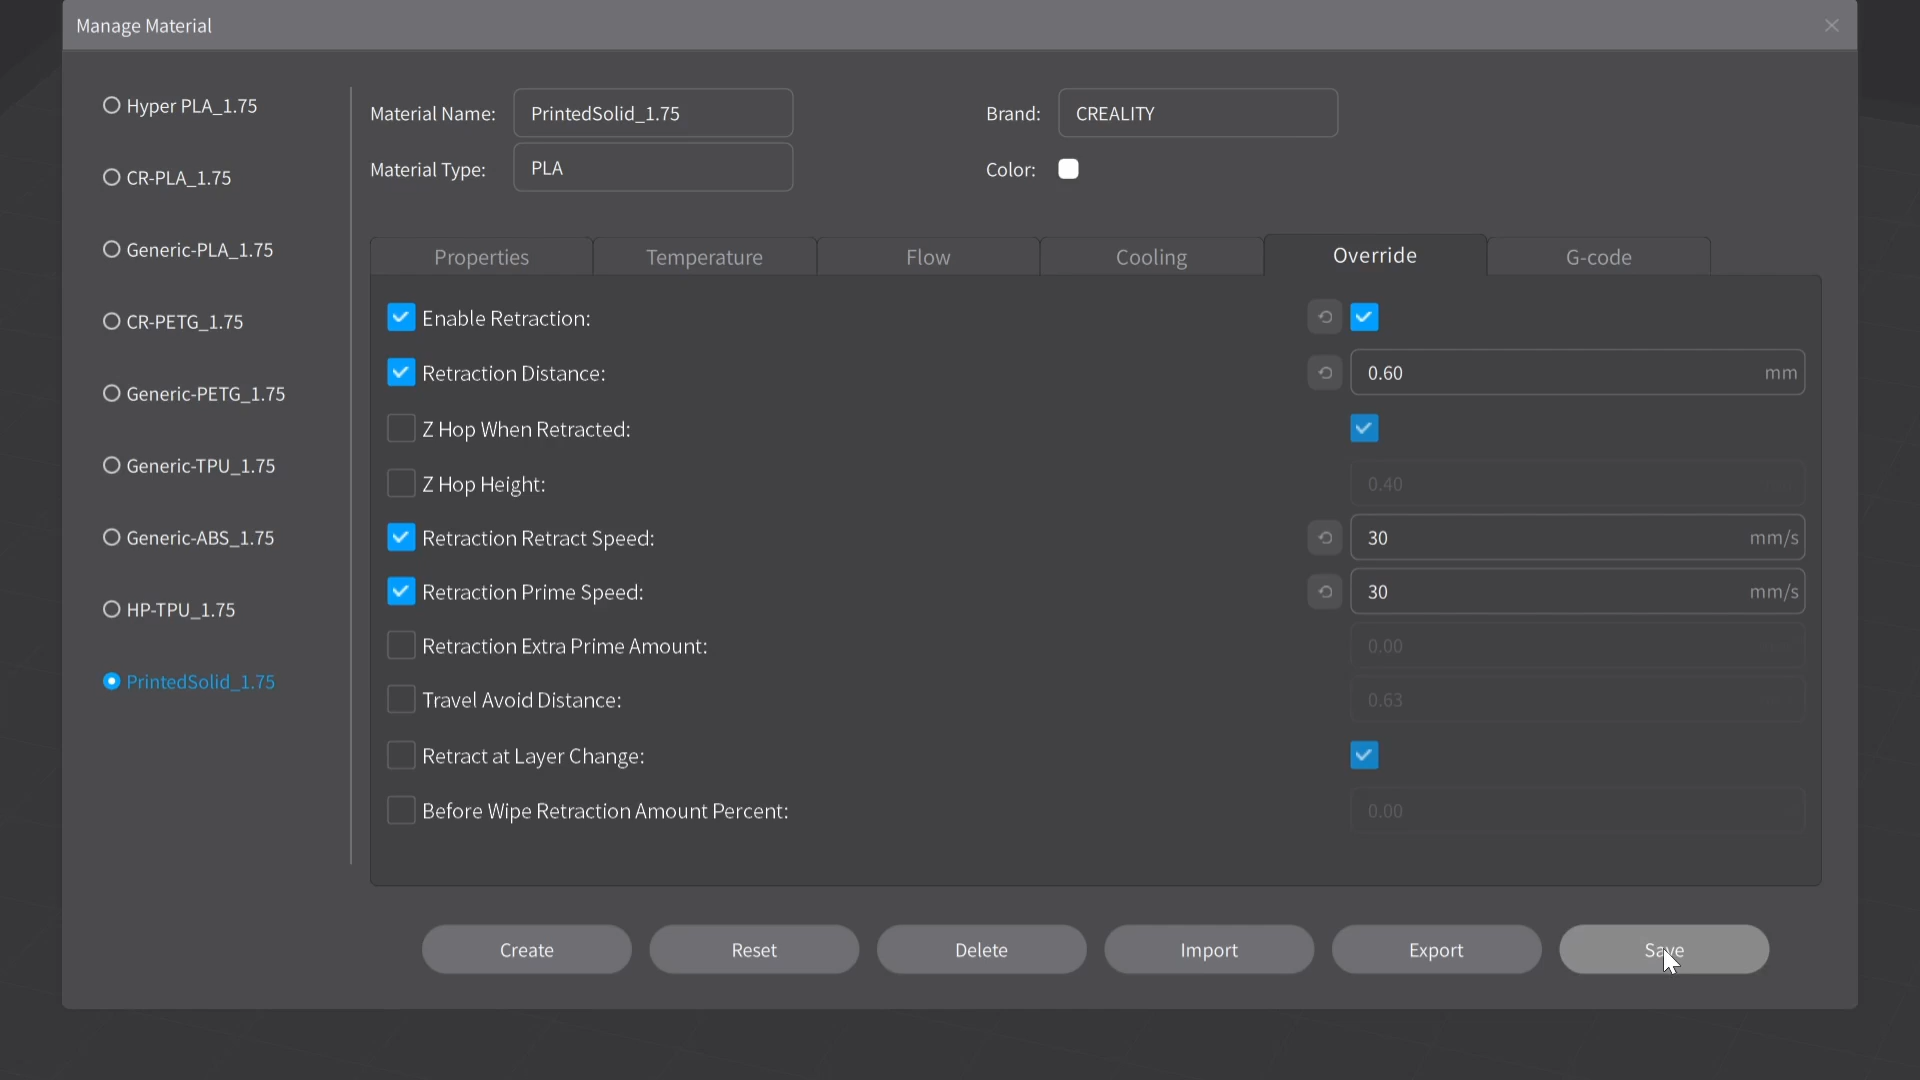 Manage Material
Hyper PLA_1.75
CR-PLA_1.75
Generic-PLA_1.75
CR-PETG_1.75
Generic-PETG_1.75
Generic-TPU_1.75
Generic-ABS_1.75
HP-TPU_1.75
PrintedSolid_1.75
Material Name: PrintedSolid_1.75 Brand: CREALITY
Material Type: PLA Color:
Properties Temperature Flow Cooling Override G-code
Enable Retraction:
Retraction Distance: 0.60 mm
Z Hop When Retracted:
Z Hop Height: 0.40
Retraction Retract Speed: 30 mm/s
Retraction Prime Speed: 30 mm/s
Retraction Extra Prime Amount: 0.00
Travel Avoid Distance: 0.63
Retract at Layer Change:
Before Wipe Retraction Amount Percent: 0.00
Create Reset Delete Import Export Save